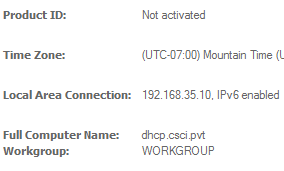 Product ID: Not activated
Time Zone: (UTC-07:00) Mountain Time (U
Local Area Connection: 192.168.35.10, IPv6 enabled
Full Computer Name: dhcp.csci.pvt
Workgroup: WORKGROUP